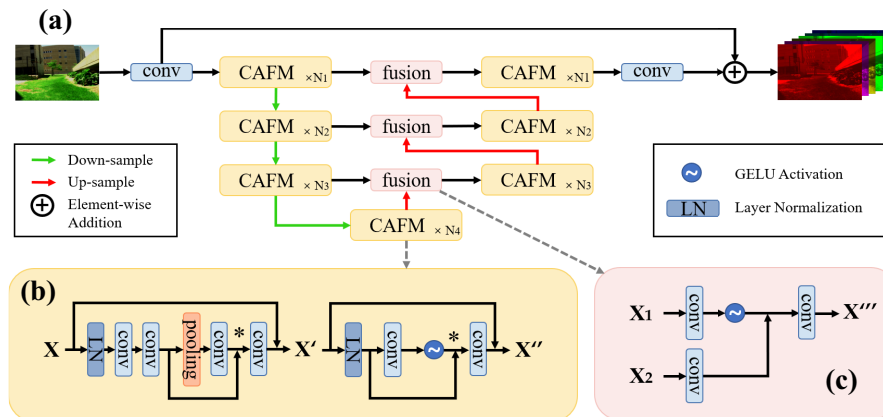 (a)
conv
CAFM ×N1
fusion
CAFM ×N1
conv
CAFM × N2
fusion
CAFM × N2
CAFM × N3
fusion
CAFM × N3
CAFM × N4
Down-sample
Up-sample
Element-wise
Addition
GELU Activation
LN Layer Normalization
(b)
X
LN
conv
conv
pooling
conv
*
conv
X‘
LN
conv
*
conv
X‘’
X1
conv
conv
X‘’’
X2
conv
(c)